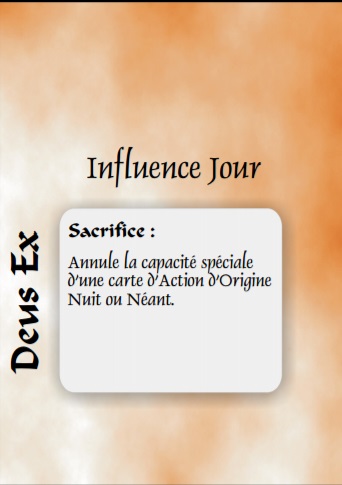 Influence Jour
Deus Ex
Sacrifice :
Annule la capacité spéciale
d'une carte d'Action d'Origine
Nuit ou Néant.